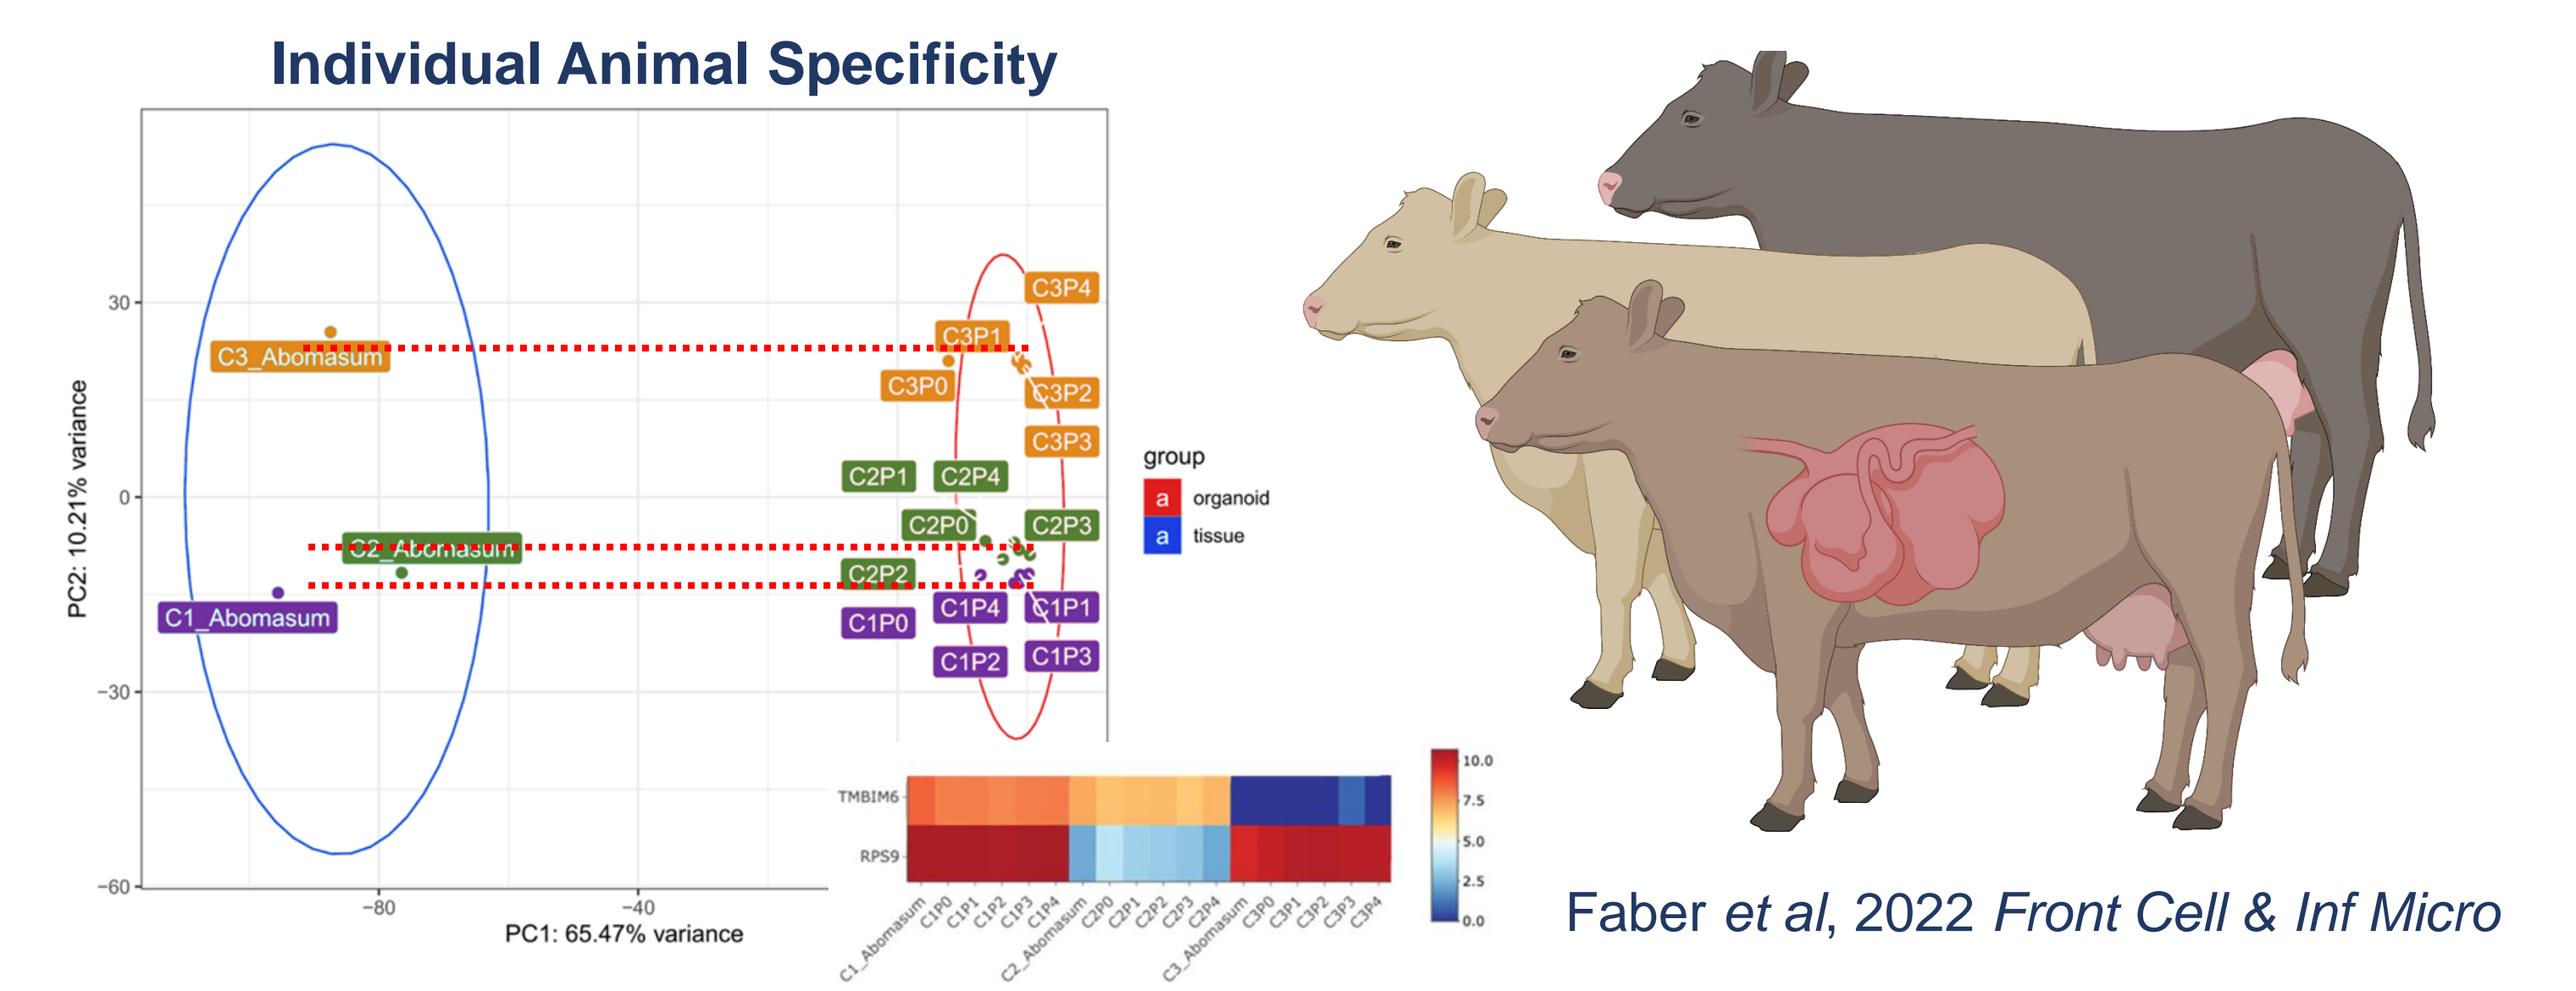 Individual Animal Specificity
PC2: 10.21% variance
30
0
−30
−60
−80
−40
PC1: 65.47% variance
C3_Abomasum
C2_Abomasum
C1_Abomasum
C3P4
C3P1
C3P0
C3P2
C3P3
C2P1
C2P4
C2P0
C2P3
C2P2
C1P0
C1P4
C1P1
C1P2
C1P3
group
a organoid
a tissue
TMBIM6
RPS9
C1_Abomasum
C1P0
C1P1
C1P2
C1P3
C1P4
C2_Abomasum
C2P0
C2P1
C2P2
C2P3
C2P4
C3_Abomasum
C3P0
C3P1
C3P2
C3P3
C3P4
10.0
7.5
5.0
2.5
0.0
Faber et al, 2022 Front Cell & Inf Micro